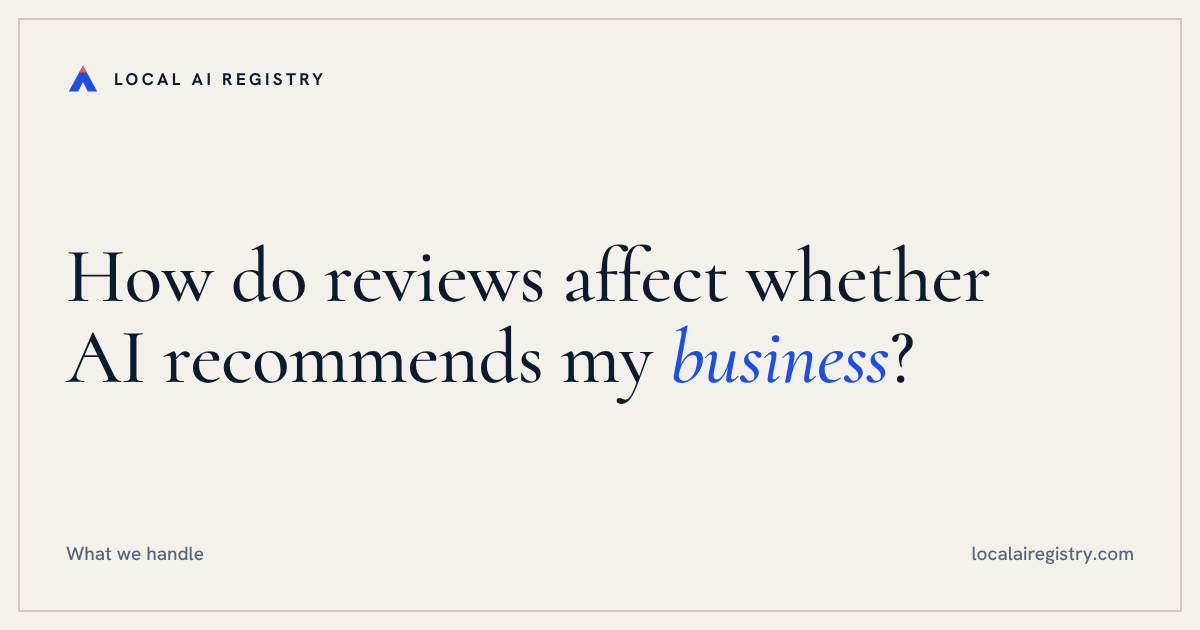 LOCAL AI REGISTRY
How do reviews affect whether
AI recommends my business?
What we handle
localairegistry.com